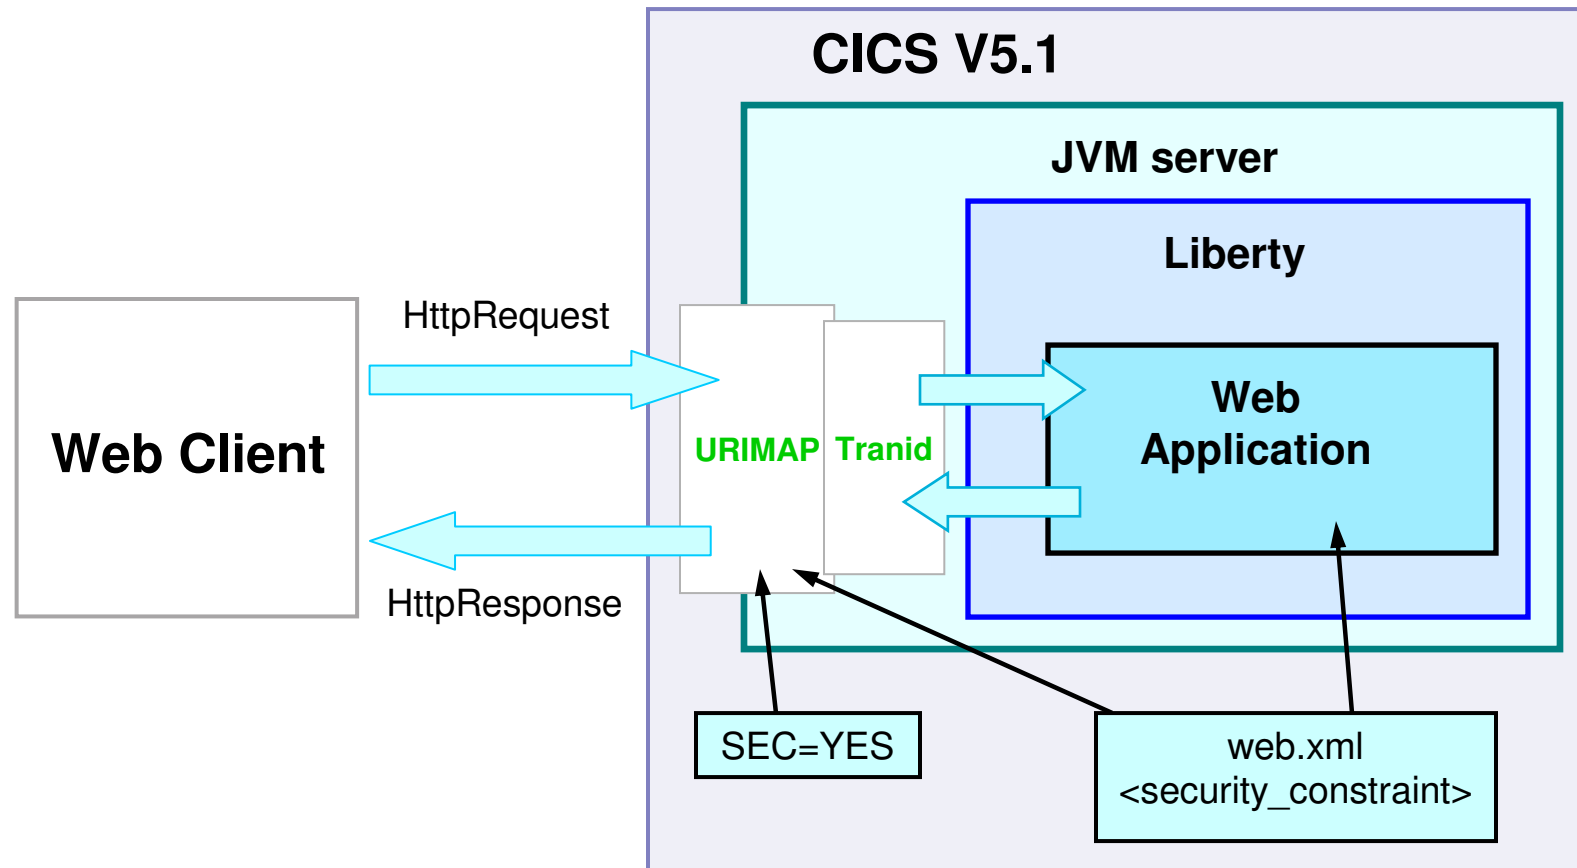 CICS V5.1
JVM server
Liberty
HttpRequest
Web
Application
Web Client
URIMAP
Tranid
HttpResponse
SEC=YES
web.xml
<security_constraint>